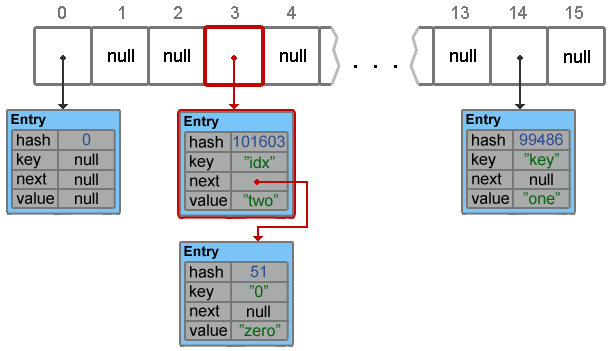 0 1 2 3 4 13 14 15
null null null . . . null null
Entry
hash 0
key null
next null
value null
Entry
hash 101603
key "idx"
next
value "two"
Entry
hash 99486
key "key"
next null
value "one"
Entry
hash 51
key "0"
next null
value "zero"